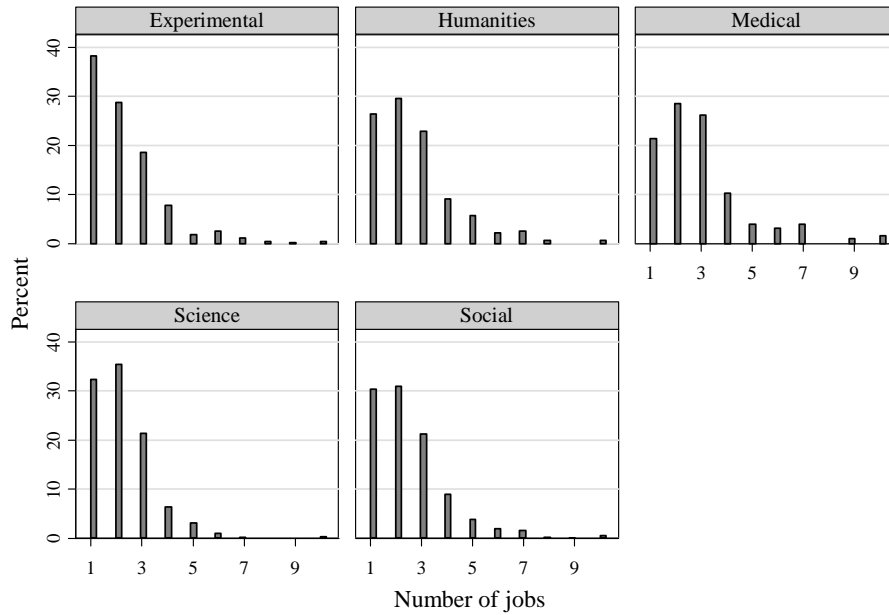 Experimental
Humanities
Medical
40
30
20
10
0
1 3 5 7 9
Percent
Science
Social
40
30
20
10
0
1 3 5 7 9
1 3 5 7 9
Number of jobs